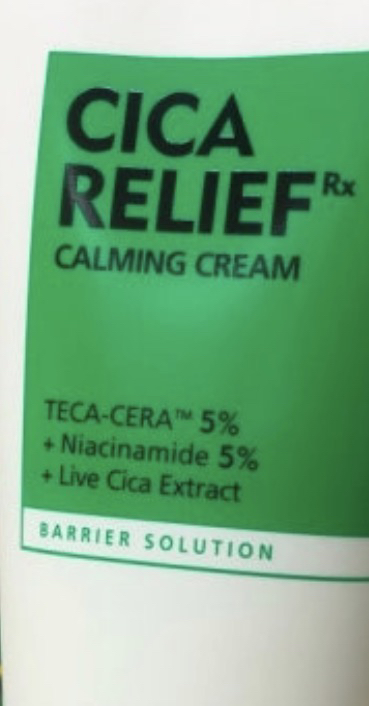 CICA
RELIEF Rx
CALMING CREAM
TECA-CERA™ 5%
+ Niacinamide 5%
+ Live Cica Extract
BARRIER SOLUTION